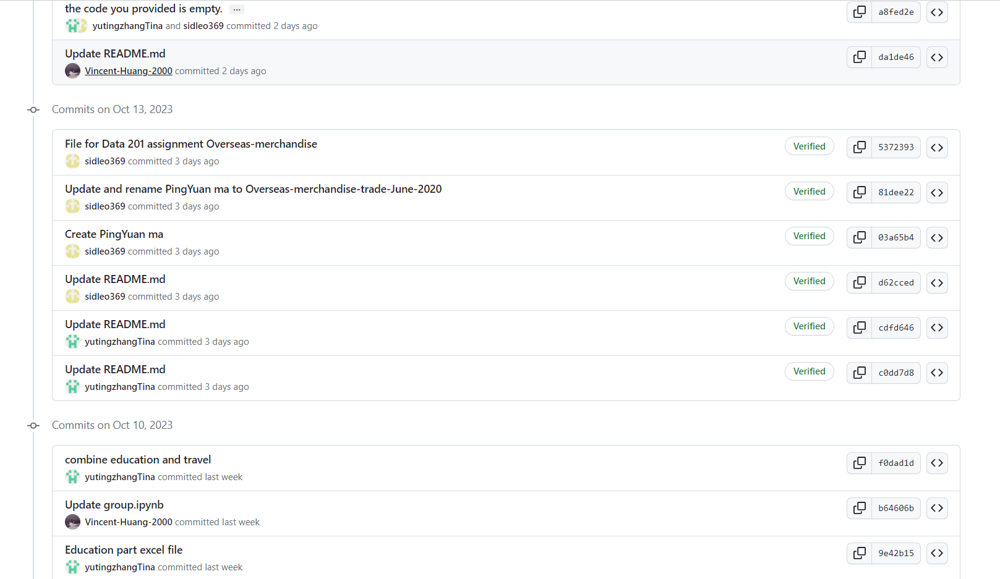 the code you provided is empty. ...
a8fed2e
yutingzhangTina and sidleo369 committed 2 days ago
Update README.md
da1de46
Vincent-Huang-2000 committed 2 days ago
Commits on Oct 13, 2023
File for Data 201 assignment Overseas-merchandise
Verified
5372393
sidleo369 committed 3 days ago
Update and rename PingYuan ma to Overseas-merchandise-trade-June-2020
Verified
81dee22
sidleo369 committed 3 days ago
Create PingYuan ma
Verified
03a65b4
sidleo369 committed 3 days ago
Update README.md
Verified
d62cced
sidleo369 committed 3 days ago
Update README.md
Verified
cdfd646
yutingzhangTina committed 3 days ago
Update README.md
Verified
c0dd7d8
yutingzhangTina committed 3 days ago
Commits on Oct 10, 2023
combine education and travel
f0dad1d
yutingzhangTina committed last week
Update group.ipynb
b64606b
Vincent-Huang-2000 committed last week
Education part excel file
9e42b15
yutingzhangTina committed last week